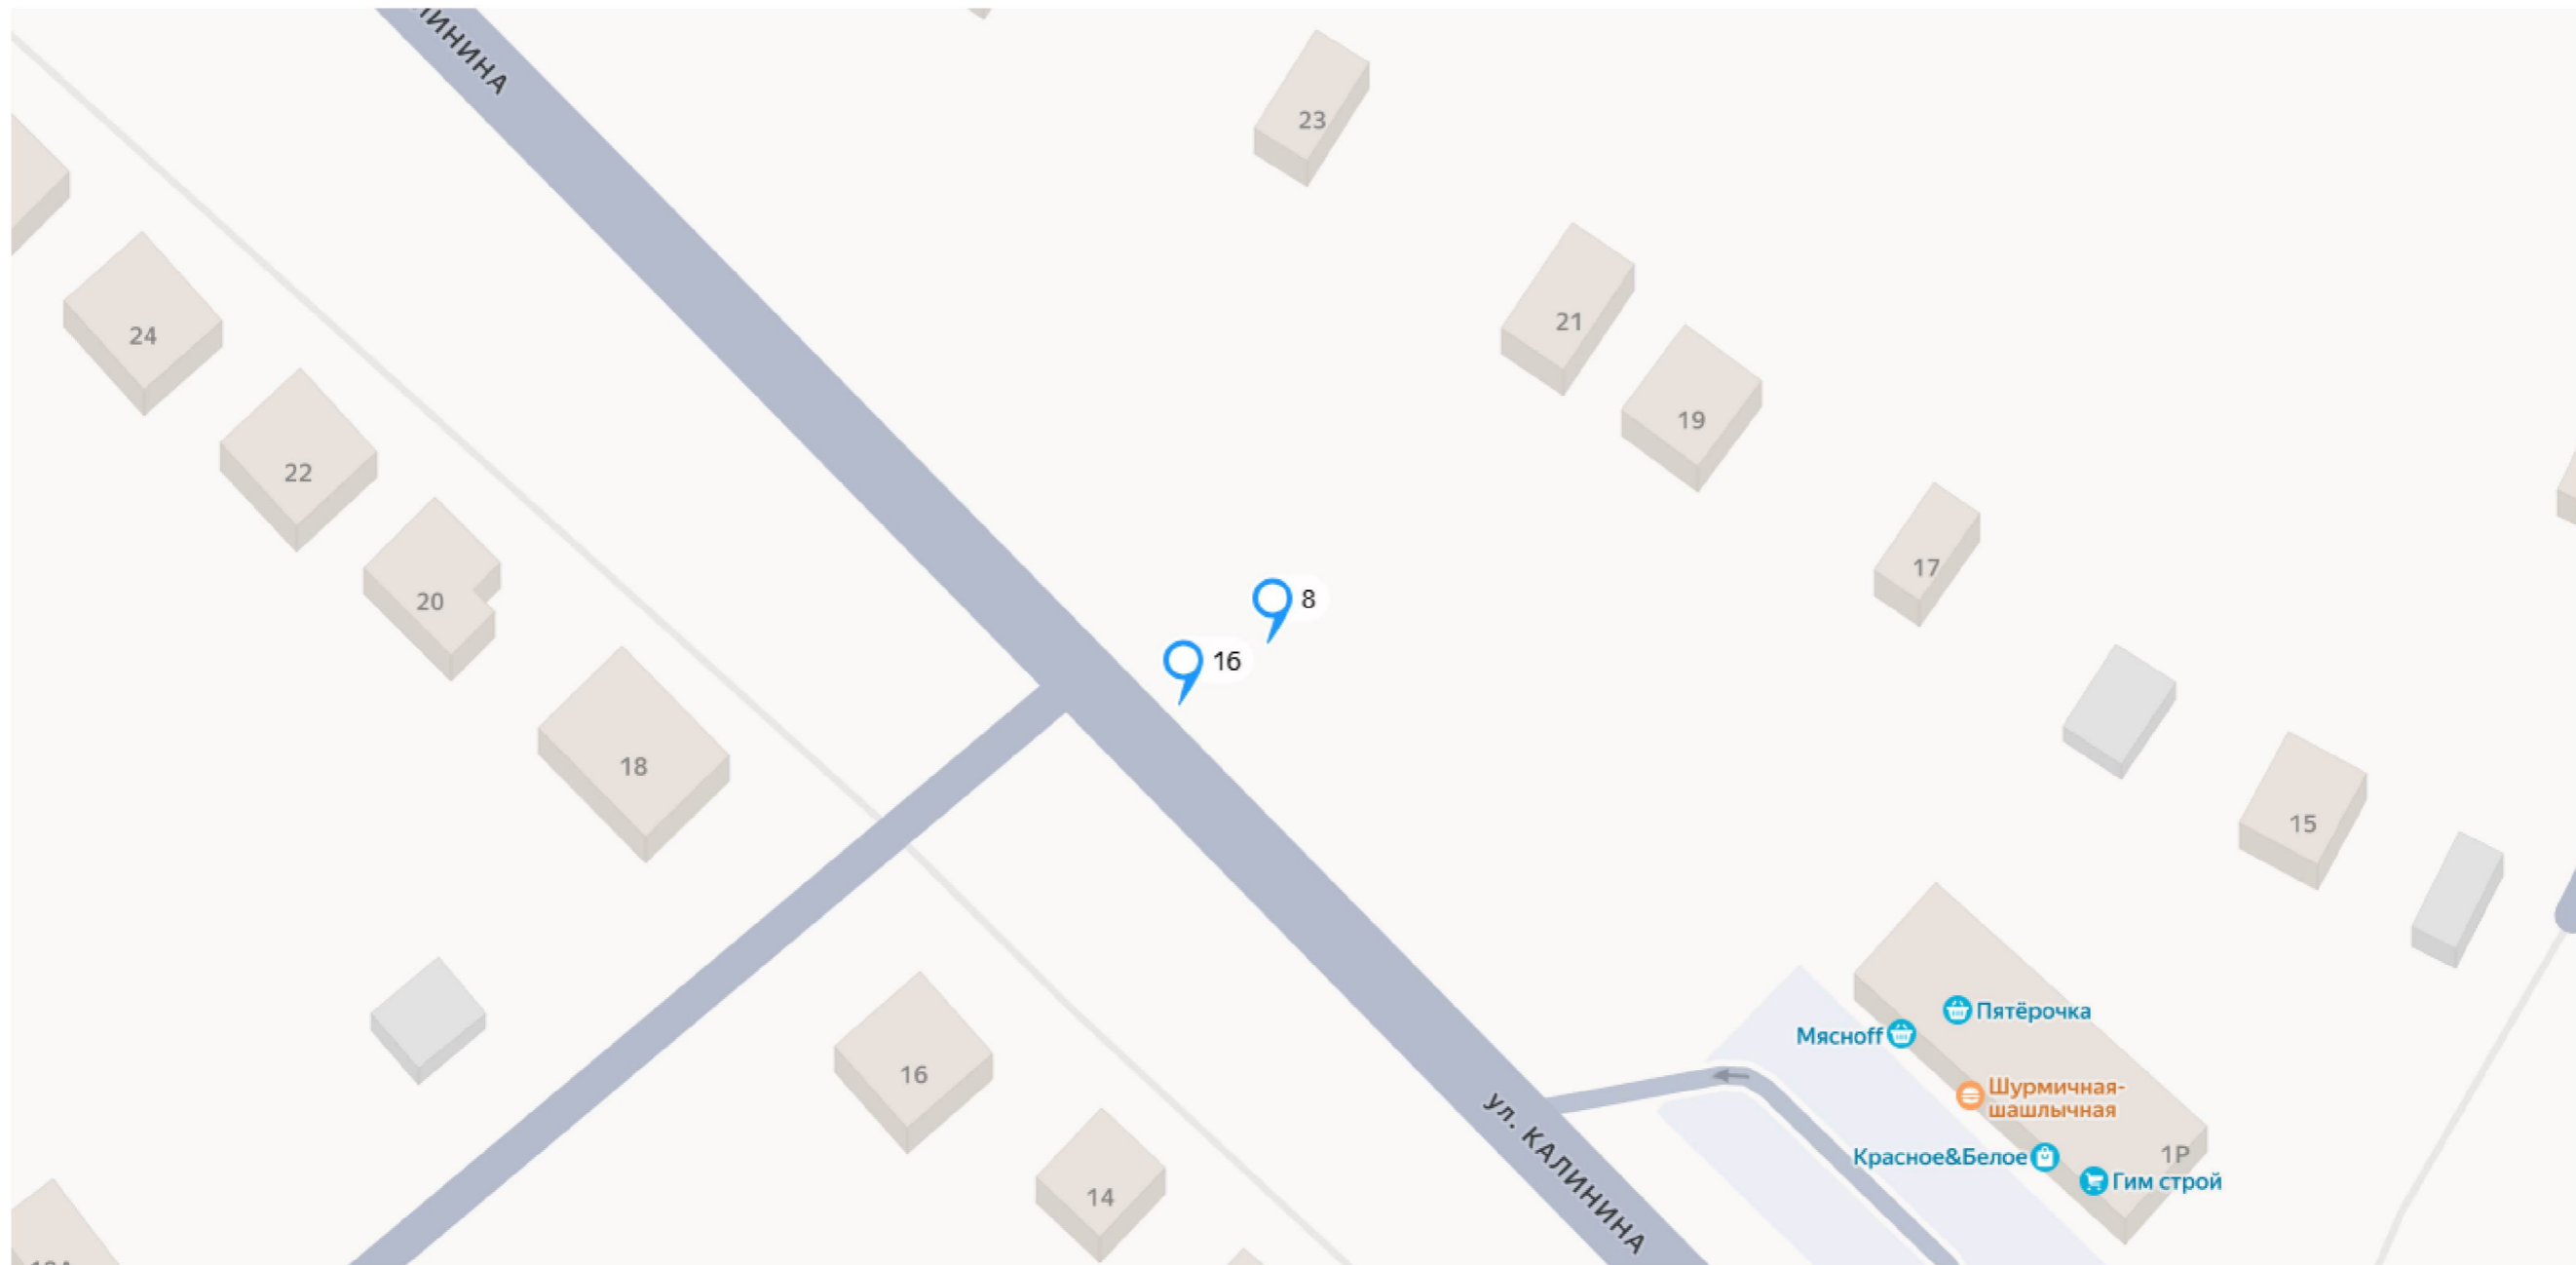 ЛИНИНА
23
24
21
22
19
20
17
8
16
18
15
16
14
Пятёрочка
Мясноff
Шурмичная-
шашлычная
Красное&Белое
1Р
Гим строй
ул. КАЛИНИНА